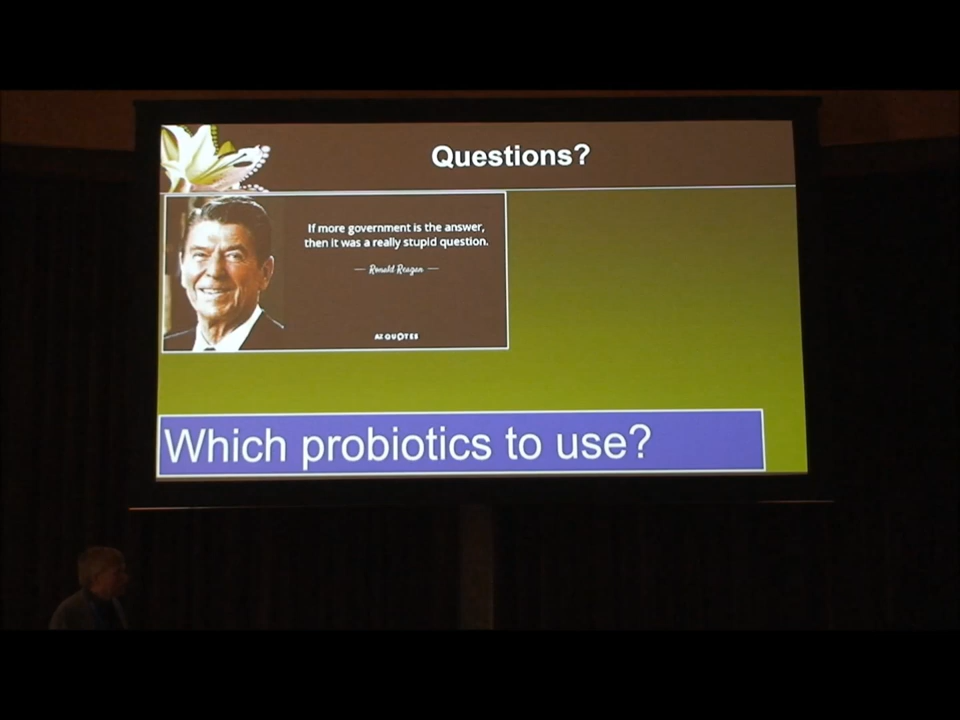 Questions?
If more government is the answer,
then it was a really stupid question.
— Ronald Reagan —
AZ QUOTES
Which probiotics to use?